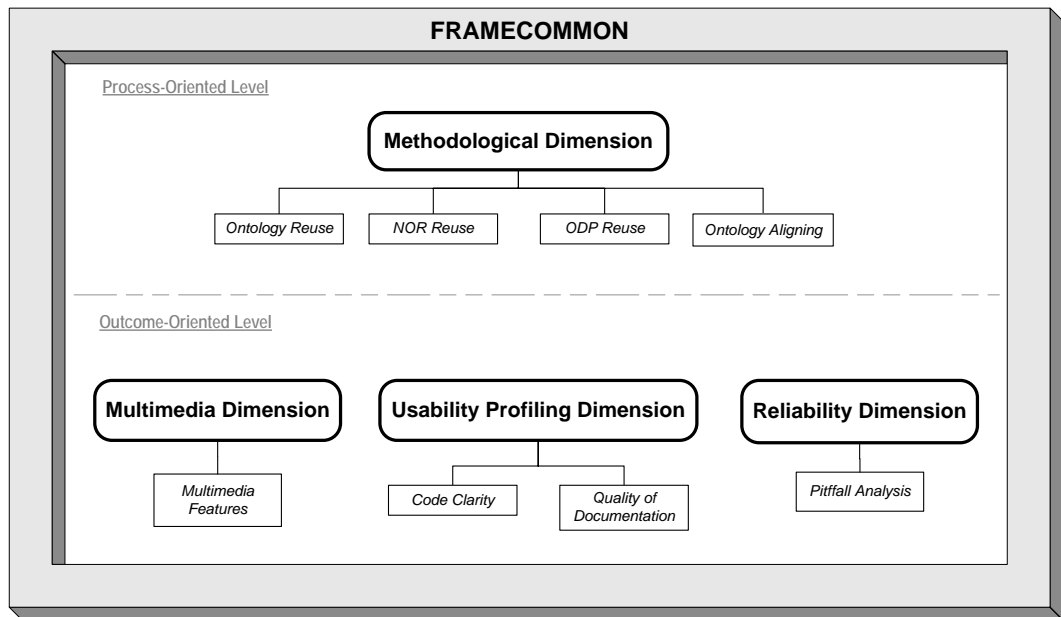 FRAMECOMMON
Process-Oriented Level
Methodological Dimension
Ontology Reuse
NOR Reuse
ODP Reuse
Ontology Aligning
Outcome-Oriented Level
Multimedia Dimension
Usability Profiling Dimension
Reliability Dimension
Multimedia
Features
Code Clarity
Quality of
Documentation
Pitffall Analysis